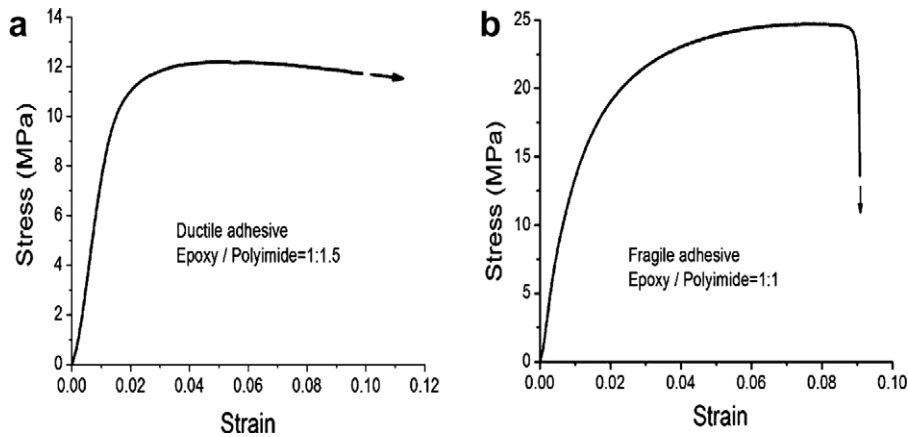 a
14
12
10
8
6
4
2
0
Stress (MPa)
Ductile adhesive
Epoxy / Polyimide=1:1.5
0.00 0.02 0.04 0.06 0.08 0.10 0.12
Strain
b
25
20
15
10
5
0
Stress (MPa)
Fragile adhesive
Epoxy / Polyimide=1:1
0.00 0.02 0.04 0.06 0.08 0.10
Strain